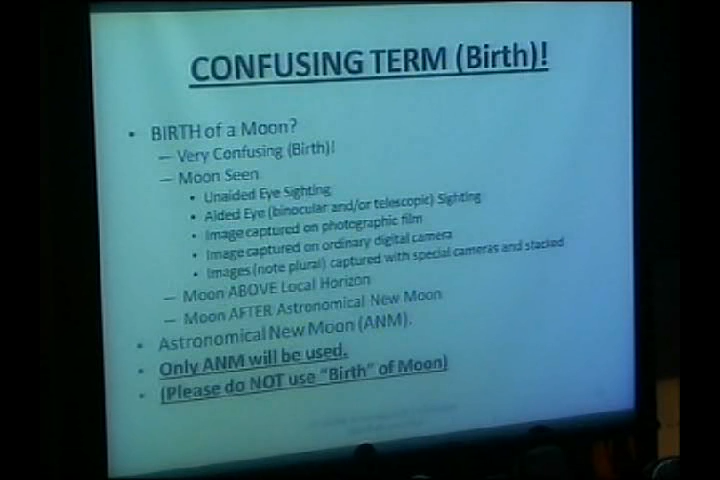 CONFUSING TERM (Birth)!
• BIRTH of a Moon?
– Very Confusing (Birth)!
– Moon Seen
• Unaided Eye Sighting
• Aided Eye (binocular and/or telescopic) Sighting
• Image captured on photographic film
• Image captured on ordinary digital camera
• Images (note plural) captured with special cameras and stacked
– Moon ABOVE Local Horizon
– Moon AFTER Astronomical New Moon
• Astronomical New Moon (ANM).
• Only ANM will be used.
• (Please do NOT use “Birth” of Moon)